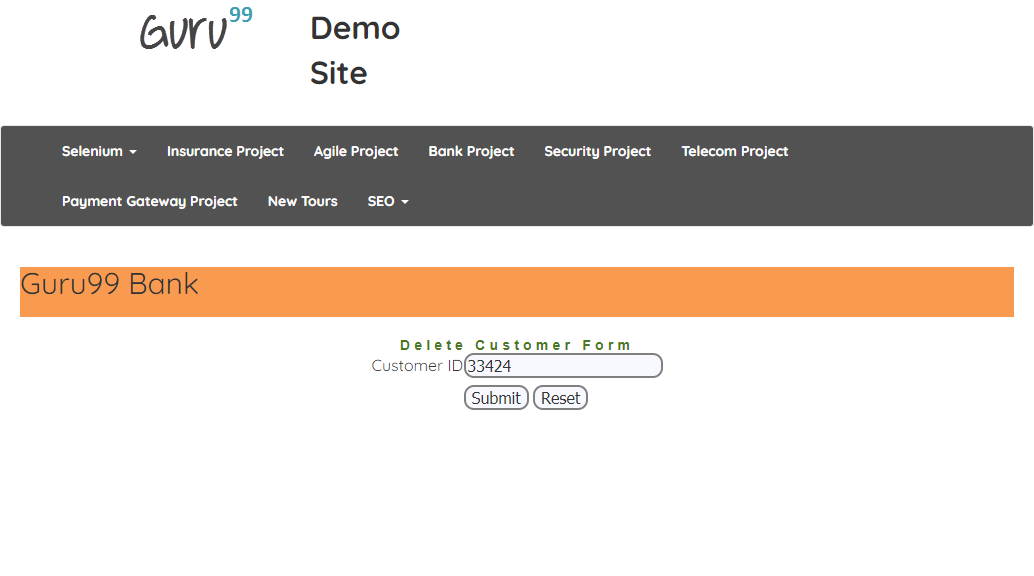 Guru99
Demo
Site
Selenium Insurance Project Agile Project Bank Project Security Project Telecom Project
Payment Gateway Project New Tours SEO
Guru99 Bank
Delete Customer Form
Customer ID 33424
Submit Reset